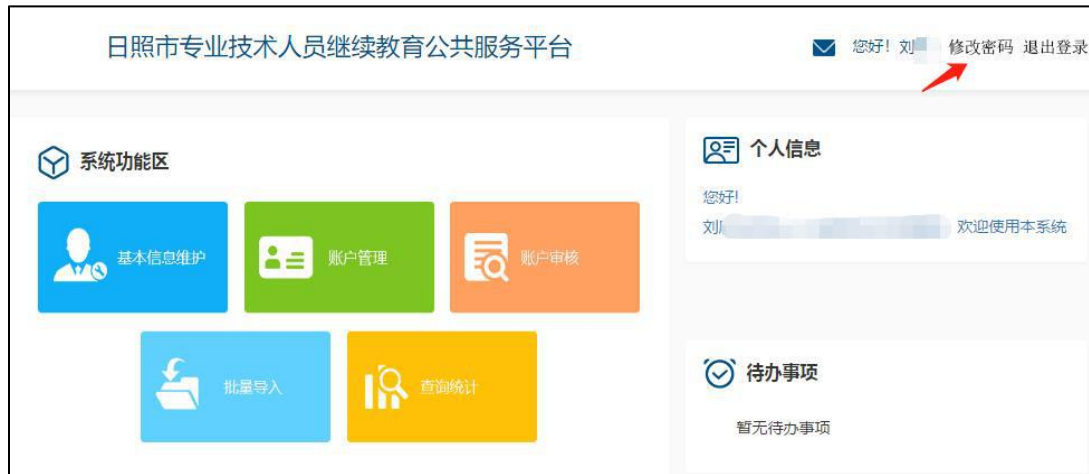 日照市专业技术人员继续教育公共服务平台
您好！刘 修改密码 退出登录
系统功能区
基本信息维护
账户管理
账户审核
批量导入
查询统计
个人信息
您好!
刘 欢迎使用本系统
待办事项
暂无待办事项